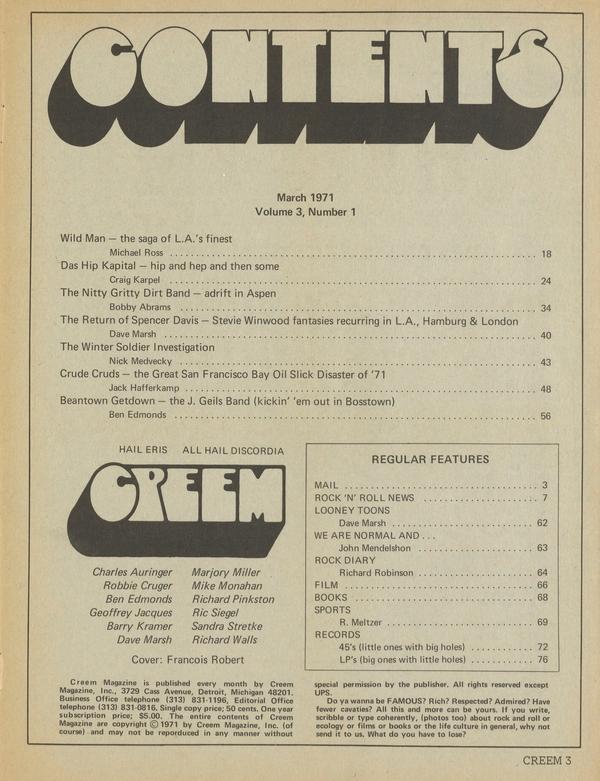 CONTENTS
March 1971
Volume 3, Number 1
Wild Man — the saga of L.A.'s finest
Michael Ross .......... 18
Das Hip Kapital — hip and hep and then some
Craig Karpel .......... 24
The Nitty Gritty Dirt Band — adrift in Aspen
Bobby Abrams .......... 34
The Return of Spencer Davis — Stevie Winwood fantasies recurring in L.A., Hamburg & London
Dave Marsh .......... 40
The Winter Soldier Investigation
Nick Medvecky .......... 43
Crude Cruds — the Great San Francisco Bay Oil Slick Disaster of '71
Jack Hafferkamp .......... 48
Beantown Getdown — the J. Geils Band (kickin' 'em out in Bosstown)
Ben Edmonds .......... 56
HAIL ERIS ALL HAIL DISCORDIA
CREEM
Charles Auringer Marjory Miller
Robbie Cruger Mike Monahan
Ben Edmonds Richard Pinkston
Geoffrey Jacques Ric Siegel
Barry Kramer Sandra Stretke
Dave Marsh Richard Walls
Cover: Francois Robert
REGULAR FEATURES
MAIL .......... 3
ROCK 'N' ROLL NEWS .......... 7
LOONEY TOONS
Dave Marsh .......... 62
WE ARE NORMAL AND . . .
John Mendelshon .......... 63
ROCK DIARY
Richard Robinson .......... 64
FILM .......... 66
BOOKS .......... 68
SPORTS
R. Meltzer .......... 69
RECORDS
45's (little ones with big holes) .......... 72
LP's (big ones with little holes) .......... 76
Creem Magazine is published every month by Creem
Magazine, Inc., 3729 Cass Avenue, Detroit, Michigan 48201.
Business Office telephone (313) 831-1196, Editorial Office
telephone (313) 831-0816. Single copy price; 50 cents. One year
subscription price; $5.00. The entire contents of Creem
Magazine are copyright © 1971 by Creem Magazine, Inc. (of
course) and may not be reporduced in any manner without
special permission by the publisher. All rights reserved except
UPS.
Do ya wanna be FAMOUS? Rich? Respected? Admired? Have
fewer cavaties? All this and more can be yours. If you write,
scribble or type coherently, (photos too) about rock and roll or
ecology or films or books or the life culture in general, why not
send it to us. What do you have to lose?
CREEM 3